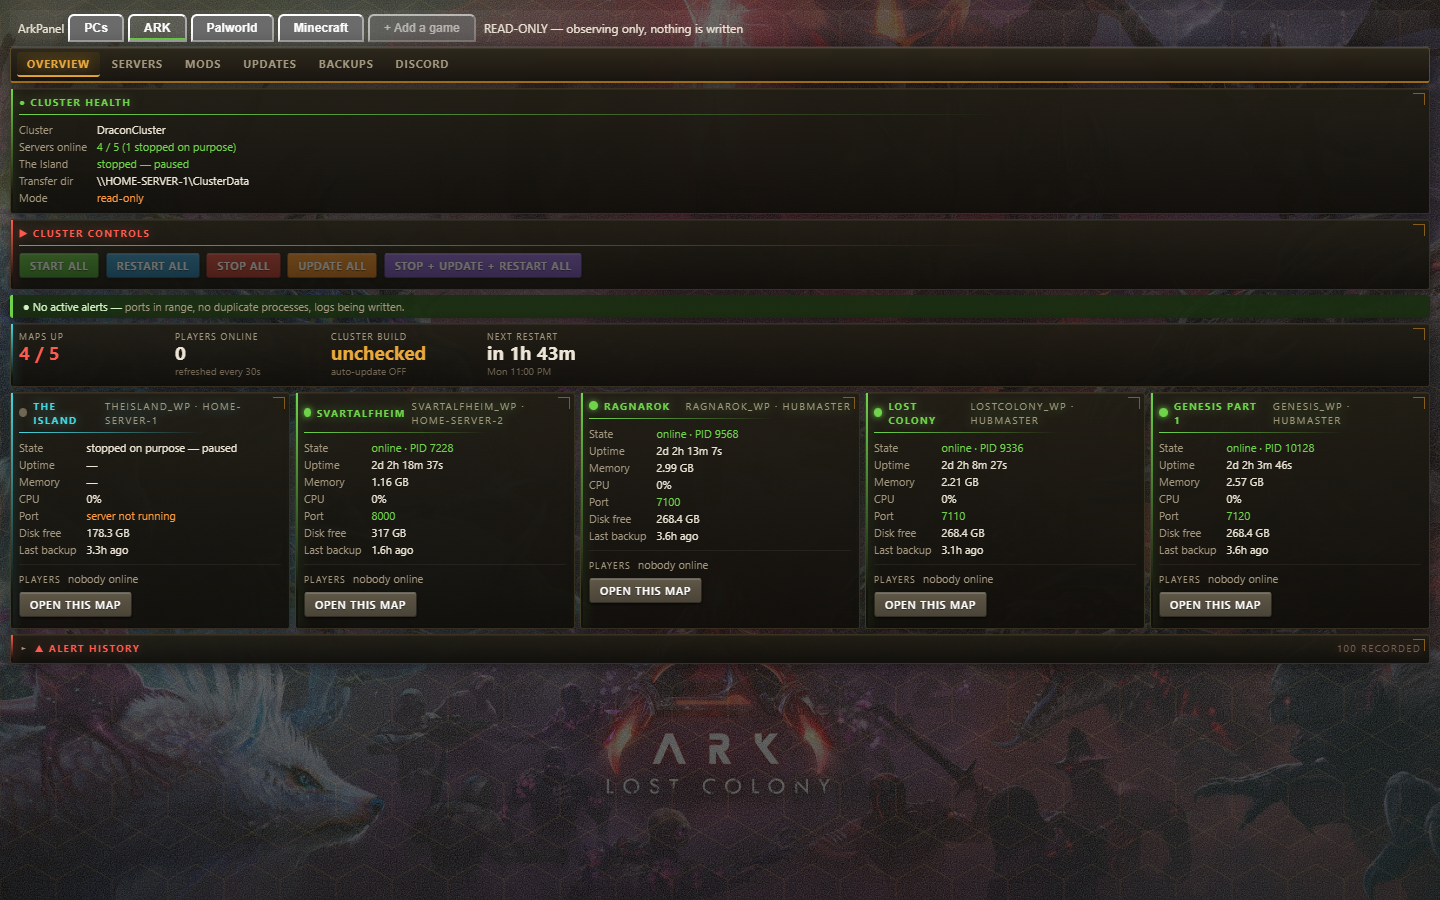 ArkPanel PCs ARK Palworld Minecraft + Add a game READ-ONLY — observing only, nothing is written
OVERVIEW SERVERS MODS UPDATES BACKUPS DISCORD
● CLUSTER HEALTH
Cluster DraconCluster
Servers online 4 / 5 (1 stopped on purpose)
The Island stopped — paused
Transfer dir \\HOME-SERVER-1\ClusterData
Mode read-only
▶ CLUSTER CONTROLS
START ALL RESTART ALL STOP ALL UPDATE ALL STOP + UPDATE + RESTART ALL
● No active alerts — ports in range, no duplicate processes, logs being written.
MAPS UP
4 / 5
PLAYERS ONLINE
0
refreshed every 30s
CLUSTER BUILD
unchecked
auto-update OFF
NEXT RESTART
in 1h 43m
Mon 11:00 PM
THE ISLAND THEISLAND_WP · HOME-SERVER-1
State stopped on purpose — paused
Uptime —
Memory —
CPU 0%
Port server not running
Disk free 178.3 GB
Last backup 3.3h ago
PLAYERS nobody online
OPEN THIS MAP
SVARTALFHEIM SVARTALFHEIM_WP · HOME-SERVER-2
State online · PID 7228
Uptime 2d 2h 18m 37s
Memory 1.16 GB
CPU 0%
Port 8000
Disk free 317 GB
Last backup 1.6h ago
PLAYERS nobody online
OPEN THIS MAP
RAGNAROK RAGNAROK_WP · HUBMASTER
State online · PID 9568
Uptime 2d 2h 13m 7s
Memory 2.99 GB
CPU 0%
Port 7100
Disk free 268.4 GB
Last backup 3.6h ago
PLAYERS nobody online
OPEN THIS MAP
LOST COLONY LOSTCOLONY_WP · HUBMASTER
State online · PID 9336
Uptime 2d 2h 8m 27s
Memory 2.21 GB
CPU 0%
Port 7110
Disk free 268.4 GB
Last backup 3.1h ago
PLAYERS nobody online
OPEN THIS MAP
GENESIS PART 1 GENESIS_WP · HUBMASTER
State online · PID 10128
Uptime 2d 2h 3m 46s
Memory 2.57 GB
CPU 0%
Port 7120
Disk free 268.4 GB
Last backup 3.6h ago
PLAYERS nobody online
OPEN THIS MAP
▸ ▲ ALERT HISTORY 100 RECORDED
ARK
LOST COLONY